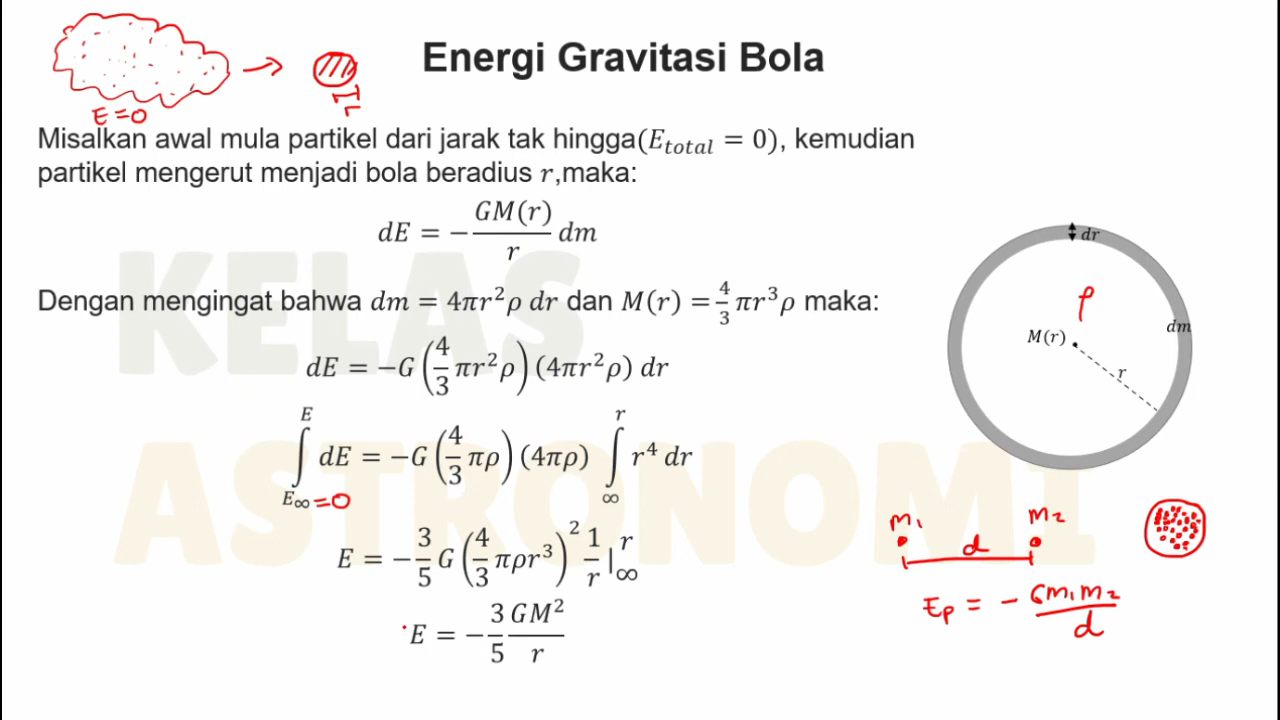 Energi Gravitasi Bola
E=0
r
Misalkan awal mula partikel dari jarak tak hingga(E_total = 0), kemudian
partikel mengerut menjadi bola beradius r,maka:
dE = −GM(r)/r dm
Dengan mengingat bahwa dm = 4πr²ρ dr dan M(r) = 4/3 πr³ρ maka:
dE = −G(4/3 πr²ρ)(4πr²ρ) dr
∫_{E∞}^{E} dE = −G(4/3 πρ)(4πρ) ∫_{∞}^{r} r⁴ dr
=0
E = −3/5 G(4/3 πρr³)² 1/r |_{∞}^{r}
E = −3/5 GM²/r
dr
ρ
dm
M(r)
r
m₁
m₂
d
Ep = − Gm₁m₂/d
KELAS
ASTRONOMI